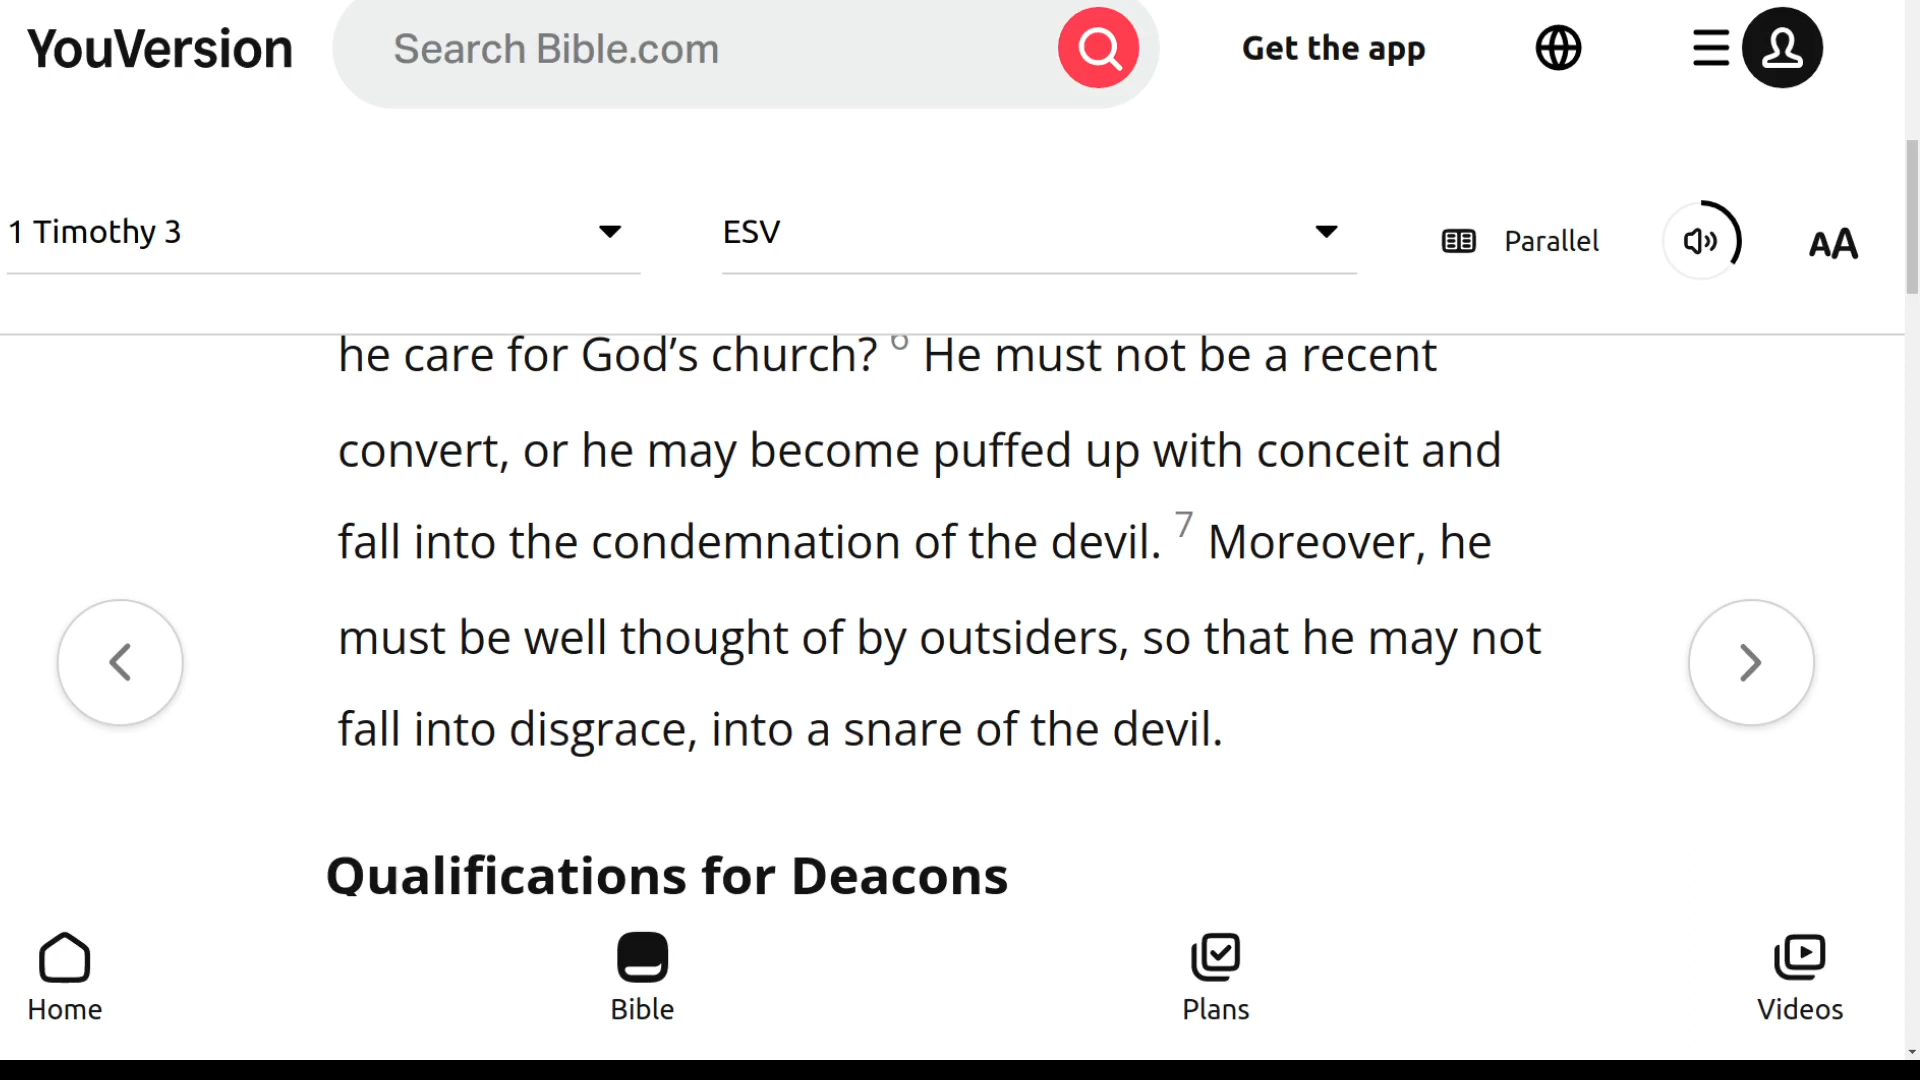 YouVersion
Search Bible.com
Get the app
1 Timothy 3
ESV
Parallel
AA
he care for God’s church? 6 He must not be a recent
convert, or he may become puffed up with conceit and
fall into the condemnation of the devil. 7 Moreover, he
must be well thought of by outsiders, so that he may not
fall into disgrace, into a snare of the devil.
Qualifications for Deacons
Home
Bible
Plans
Videos